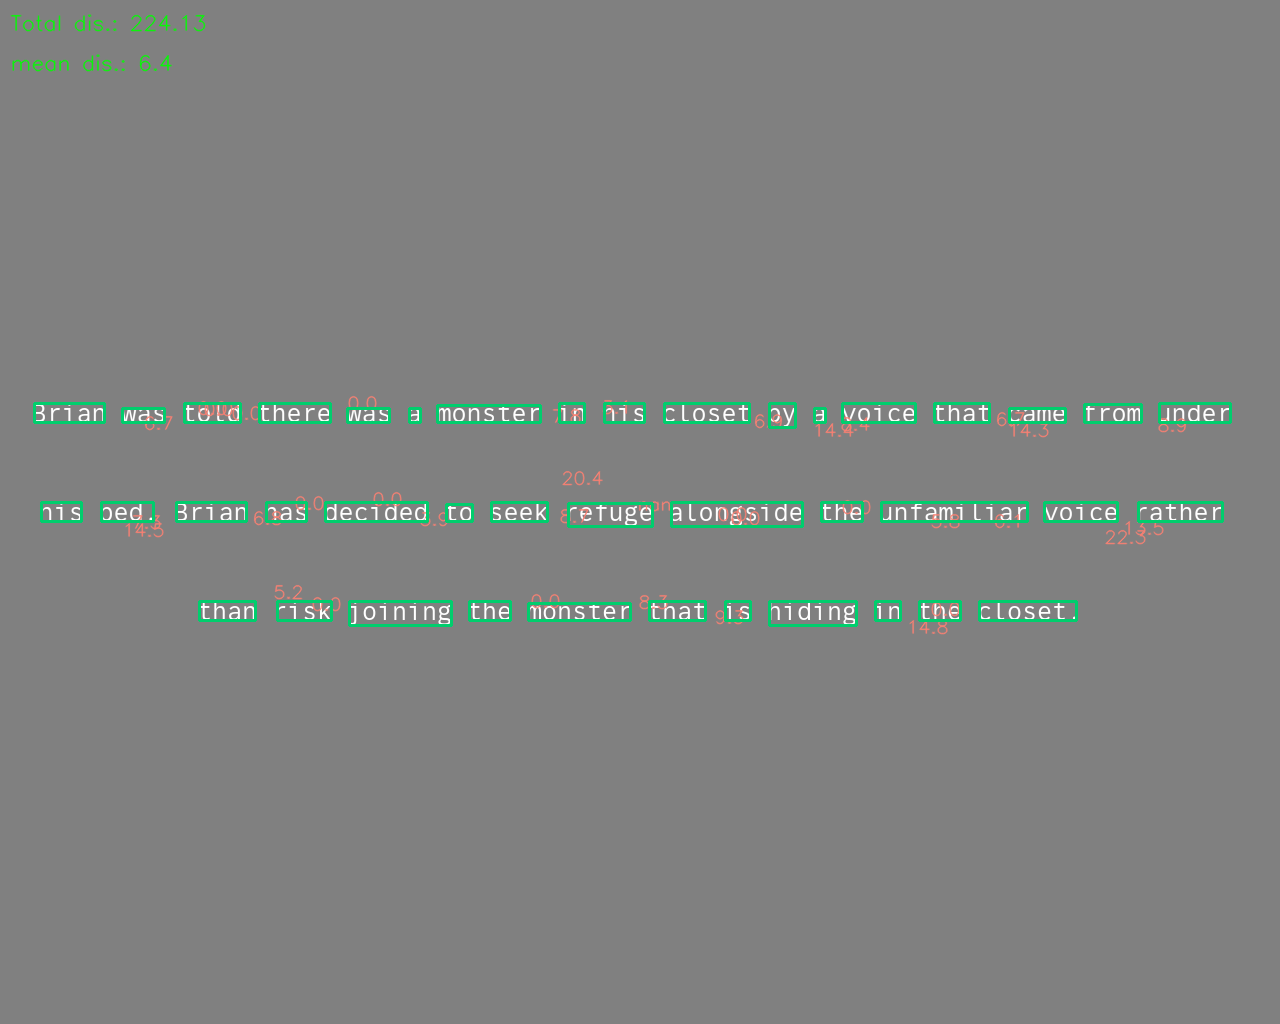 Total dis.: 224.13
mean dis.: 6.4
Brian was told there was a monster in his closet by a voice that came from under
his bed. Brian has decided to seek refuge alongside the unfamiliar voice rather
than risk joining the monster that is hiding in the closet.